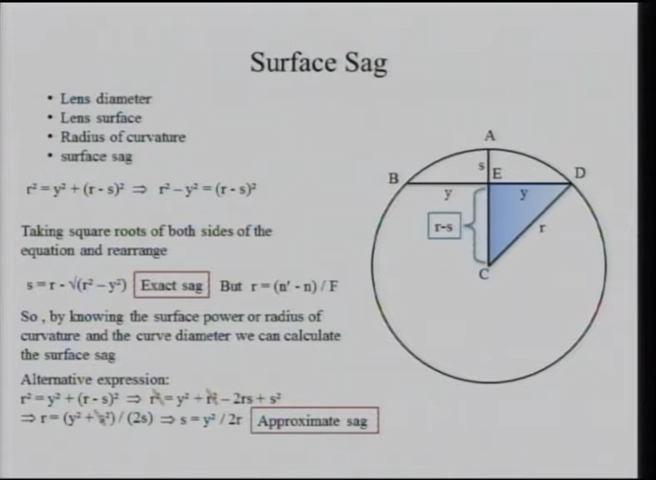 Surface Sag
• Lens diameter
• Lens surface
• Radius of curvature
• surface sag
r² = y² + (r - s)² ⇒ r² – y² = (r - s)²
Taking square roots of both sides of the
equation and rearrange
s = r - √(r² – y²) Exact sag But r = (n' - n) / F
So , by knowing the surface power or radius of
curvature and the curve diameter we can calculate
the surface sag
Alternative expression:
r² = y² + (r - s)² ⇒ r² = y² + r² – 2rs + s²
⇒ r = (y² + s²) / (2s) ⇒ s = y² / 2r Approximate sag
A
s
E
B
D
y
y
r-s
r
C